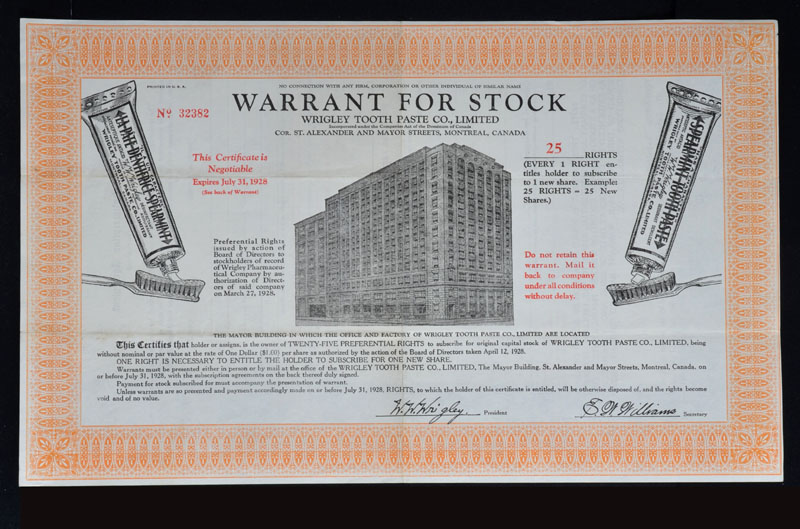 PRINTED IN U. S. A.
NO CONNECTION WITH ANY FIRM, CORPORATION OR OTHER INDIVIDUAL OF SIMILAR NAME
No 32382
WARRANT FOR STOCK
WRIGLEY TOOTH PASTE CO., LIMITED
Incorporated under the Companies Act of the Dominion of Canada
COR. ST. ALEXANDER AND MAYOR STREETS, MONTREAL, CANADA
This Certificate is
Negotiable
Expires July 31, 1928
(See back of Warrant)
25 RIGHTS
(EVERY 1 RIGHT en-
titles holder to subscribe
to 1 new share. Example:
25 RIGHTS = 25 New
Shares.)
SPEARMINT
WRIGLEY
TOOTH PASTE CO. LIMITED
SPEARMINT TOOTH PASTE
WRIGLEY
TOOTH PASTE CO. LIMITED
Preferential Rights
issued by action of
Board of Directors to
stockholders of record
of Wrigley Pharmaceu-
tical Company by au-
thorization of Direct-
ors of said company
on March 27, 1928.
Do not retain this
warrant. Mail it
back to company
under all conditions
without delay.
THE MAYOR BUILDING IN WHICH THE OFFICE AND FACTORY OF WRIGLEY TOOTH PASTE CO., LIMITED ARE LOCATED
This Certifies that holder or assigns, is the owner of TWENTY-FIVE PREFERENTIAL RIGHTS to subscribe for original capital stock of WRIGLEY TOOTH PASTE CO., LIMITED, being
without nominal or par value at the rate of One Dollar ($1.00) per share as authorized by the action of the Board of Directors taken April 12, 1928.
ONE RIGHT IS NECESSARY TO ENTITLE THE HOLDER TO SUBSCRIBE FOR ONE NEW SHARE.
Warrants must be presented either in person or by mail at the office of the WRIGLEY TOOTH PASTE CO., LIMITED, The Mayor Building, St. Alexander and Mayor Streets, Montreal, Canada, on
or before July 31, 1928, with the subscription agreements on the back thereof duly signed.
Payment for stock subscribed for must accompany the presentation of warrant.
Unless warrants are so presented and payment accordingly made on or before July 31, 1928, RIGHTS, to which the holder of this certificate is entitled, will be otherwise disposed of, and the rights become
void and of no value.
W. W. Wrigley. President
E. W. Williams Secretary